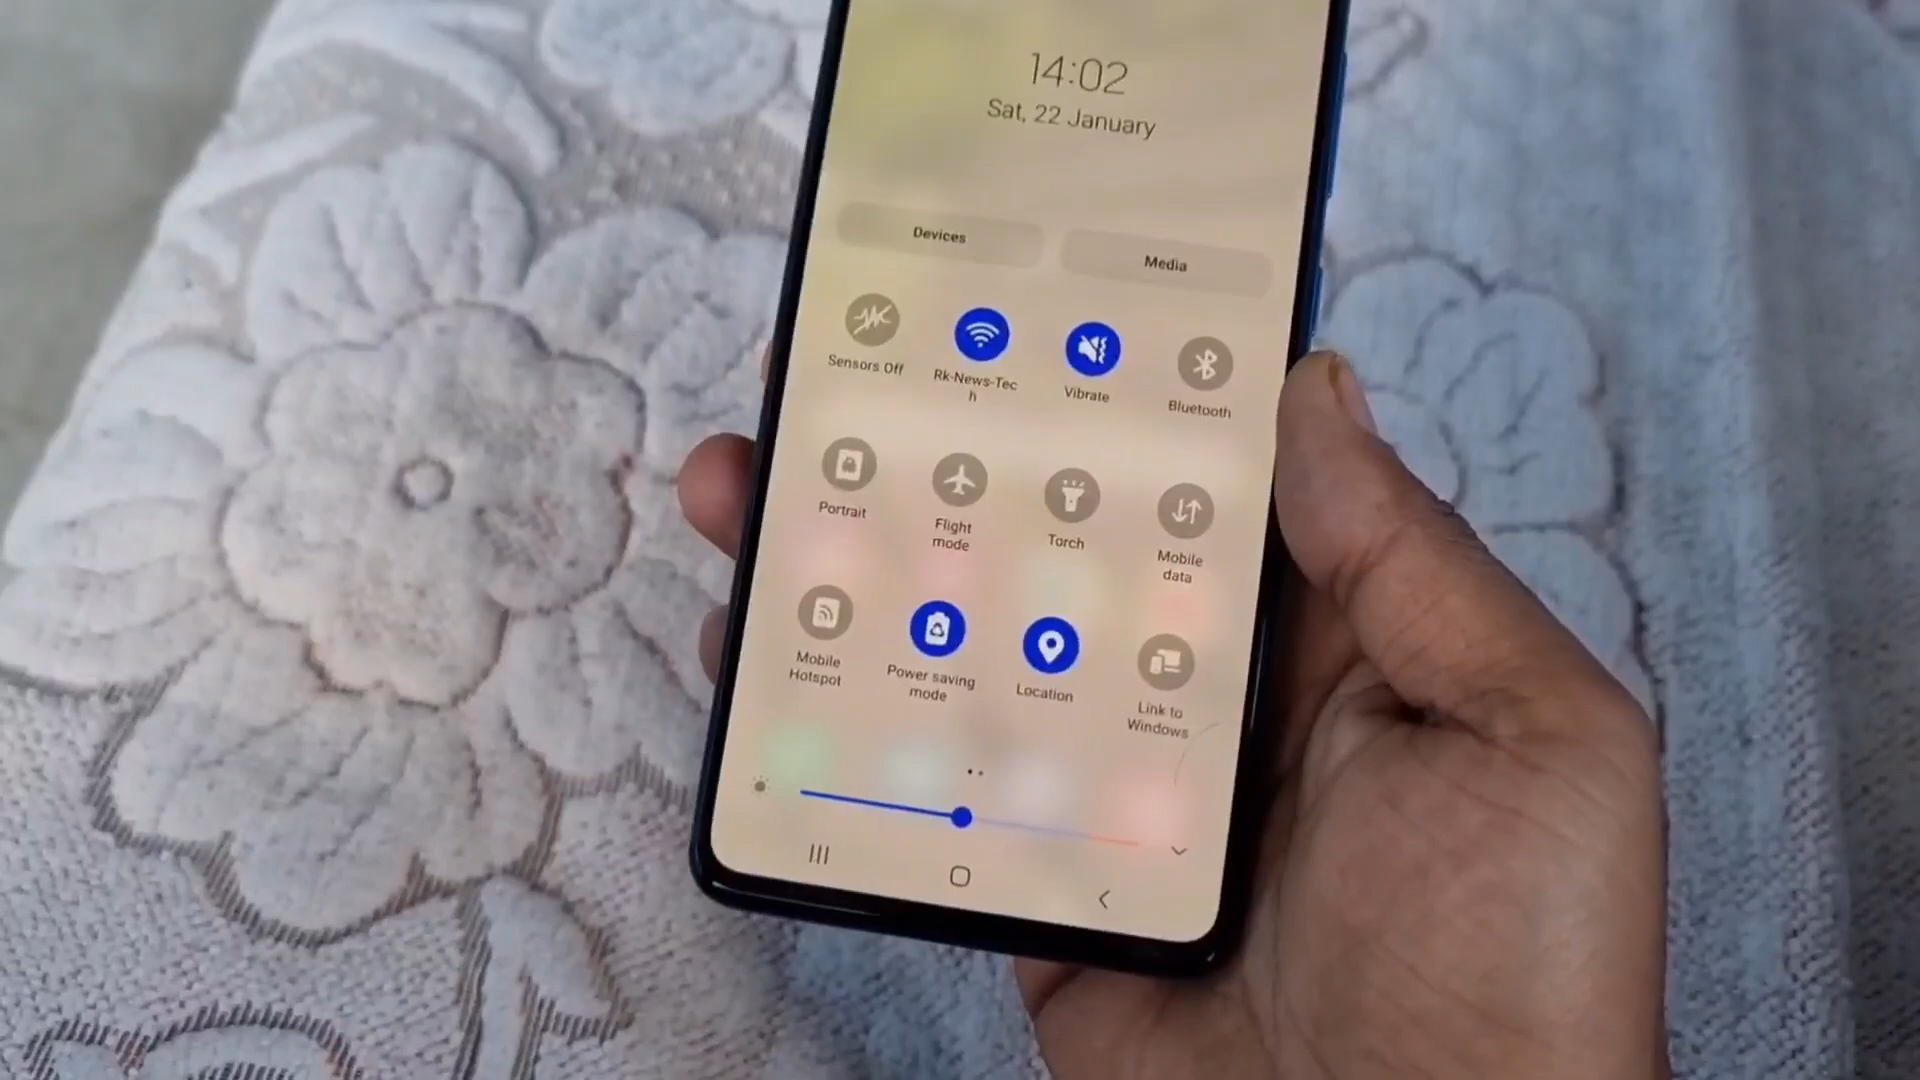 14:02
Sat, 22 January
Devices
Media
Sensors Off
Rk-News-Tec
h
Vibrate
Bluetooth
Portrait
Flight
mode
Torch
Mobile
data
Mobile
Hotspot
Power saving
mode
Location
Link to
Windows